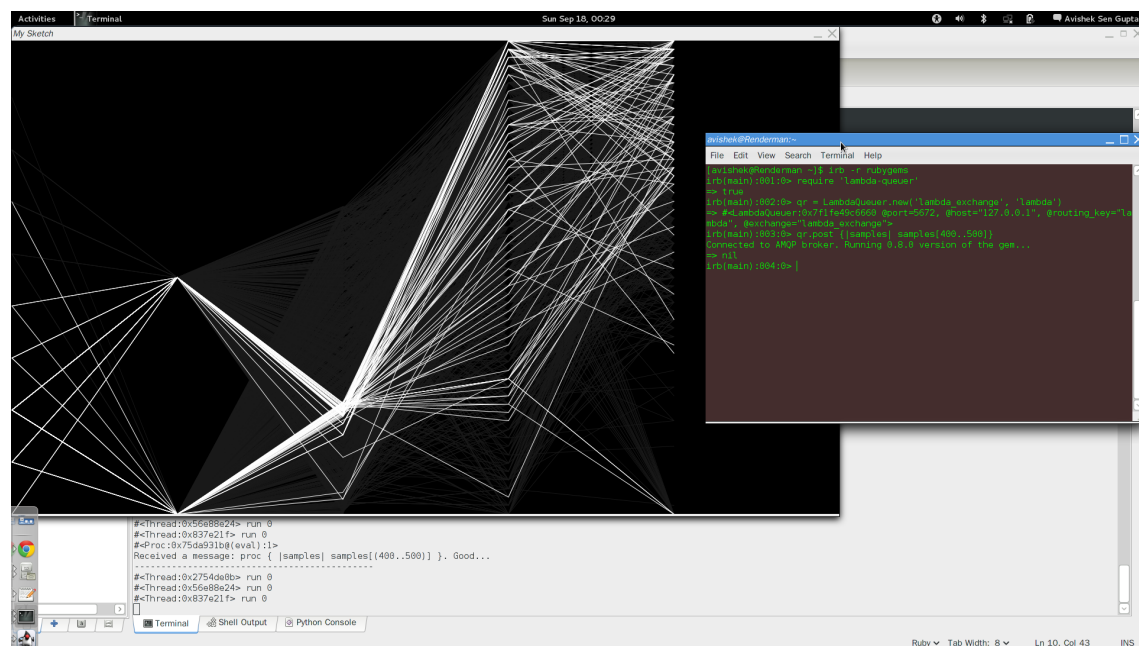 Activities
Terminal
Sun Sep 18, 00:29
Avishek Sen Gupta
My Sketch
avishek@Renderman:~
File Edit View Search Terminal Help
[avishek@Renderman ~]$ irb -r rubygems
irb(main):001:0> require 'lambda-queuer'
=> true
irb(main):002:0> qr = LambdaQueuer.new('lambda_exchange', 'lambda')
=> #<LambdaQueuer:0x7f1fe49c6660 @port=5672, @host="127.0.0.1", @routing_key="la
mbda", @exchange="lambda_exchange">
irb(main):003:0> qr.post {|samples| samples[400..500]}
Connected to AMQP broker. Running 0.8.0 version of the gem...
=> nil
irb(main):004:0>
#<Thread:0x56e88e24> run 0
#<Thread:0x837e21f> run 0
#<Proc:0x75da931b@(eval):1>
Received a message: proc { |samples| samples[(400..500)] }. Good...
--------------------------------------------
#<Thread:0x2754de0b> run 0
#<Thread:0x56e88e24> run 0
#<Thread:0x837e21f> run 0
Terminal Shell Output Python Console
Ruby Tab Width: 8 Ln 10, Col 43 INS